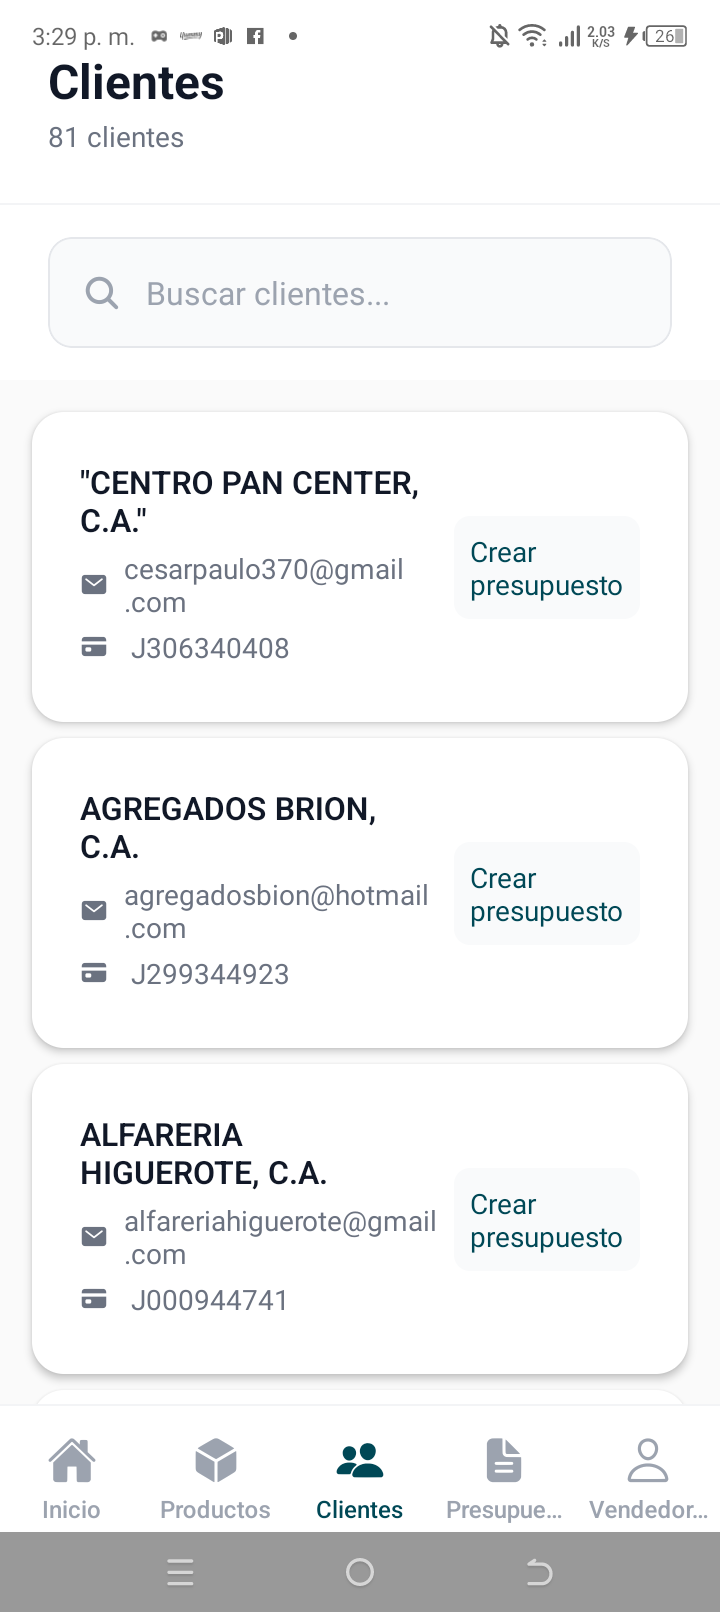 3:29 p. m.
2.03
K/S
26
Clientes
81 clientes
Buscar clientes...
"CENTRO PAN CENTER,
C.A."
cesarpaulo370@gmail
.com
J306340408
Crear
presupuesto
AGREGADOS BRION,
C.A.
agregadosbion@hotmail
.com
J299344923
Crear
presupuesto
ALFARERIA
HIGUEROTE, C.A.
alfareriahiguerote@gmail
.com
J000944741
Crear
presupuesto
Inicio
Productos
Clientes
Presupue...
Vendedor...